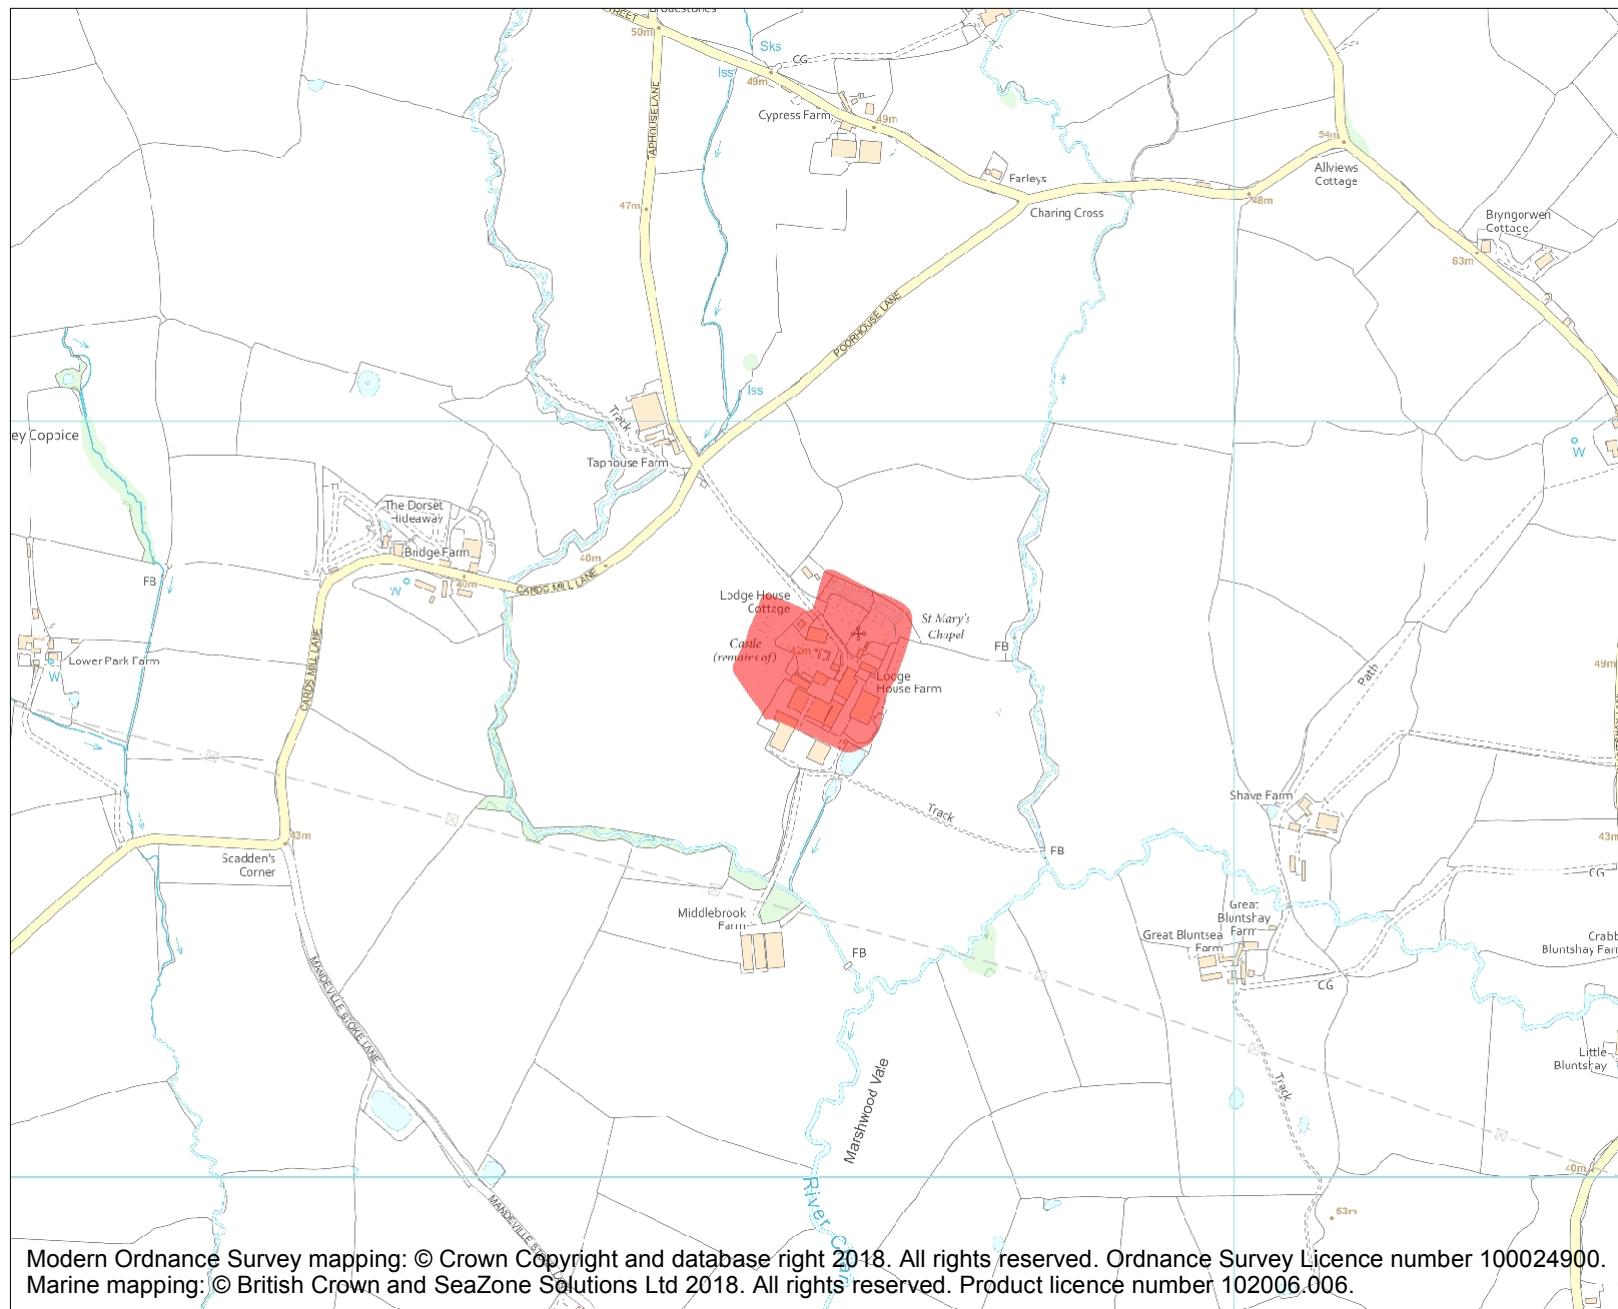 50m
Sks
Iss
49m
CG
Cypress Farm
49m
TAPHOUSE LANE
54m
Allviews
Cottage
Farleys
48m
47m
Charing Cross
Bryngorwen
Cottage
63m
POORHOUSE LANE
Iss
Track
ey Coppice
W
Taphouse Farm
The Dorset
Hideaway
Bridge Farm
40m
40m
CARDS MILL LANE
W
FB
Lodge House
Cottage
St Mary's
Chapel
Castle
(remains of)
42m
FB
Lower Park Farm
W
CARDS MILL LANE
Lodge
House Farm
Path
49m
Track
Shave Farm
43m
43m
Scadden's
Corner
FB
CG
Middlebrook
Farm
Great
Bluntshay
Farm
Great Bluntsea
Farm
Crabb
Bluntshay Farm
FB
CG
MANDEVILLE STOKE LANE
Marshwood Vale
Track
Little
Bluntshay
40m
River C
53m
MANDEVILLE STO
Modern Ordnance Survey mapping: © Crown Copyright and database right 2018. All rights reserved. Ordnance Survey Licence number 100024900.
Marine mapping: © British Crown and SeaZone Solutions Ltd 2018. All rights reserved. Product licence number 102006.006.